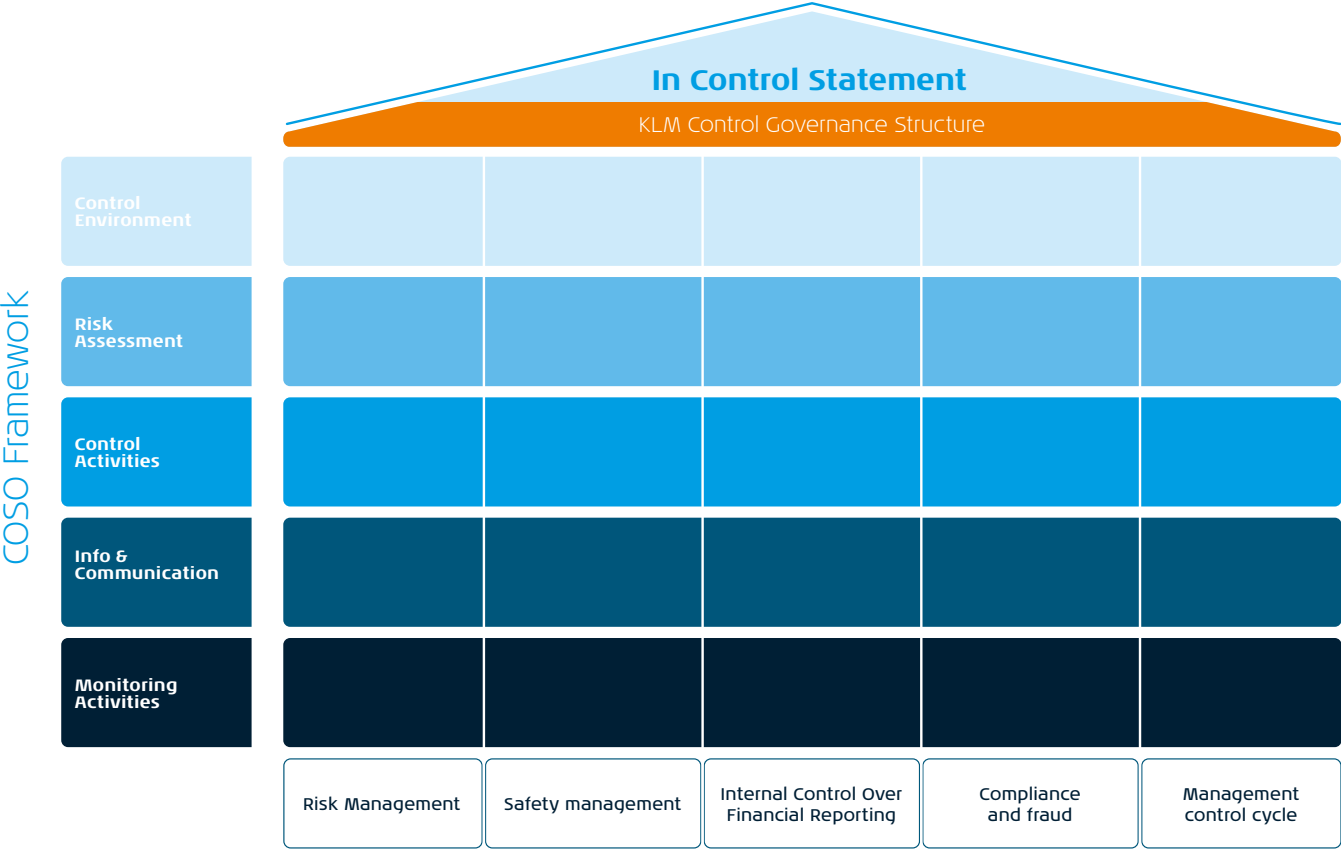 In Control Statement
KLM Control Governance Structure
COSO Framework
Control
Environment
Risk
Assessment
Control
Activities
Info &
Communication
Monitoring
Activities
Risk Management
Safety management
Internal Control Over
Financial Reporting
Compliance
and fraud
Management
control cycle